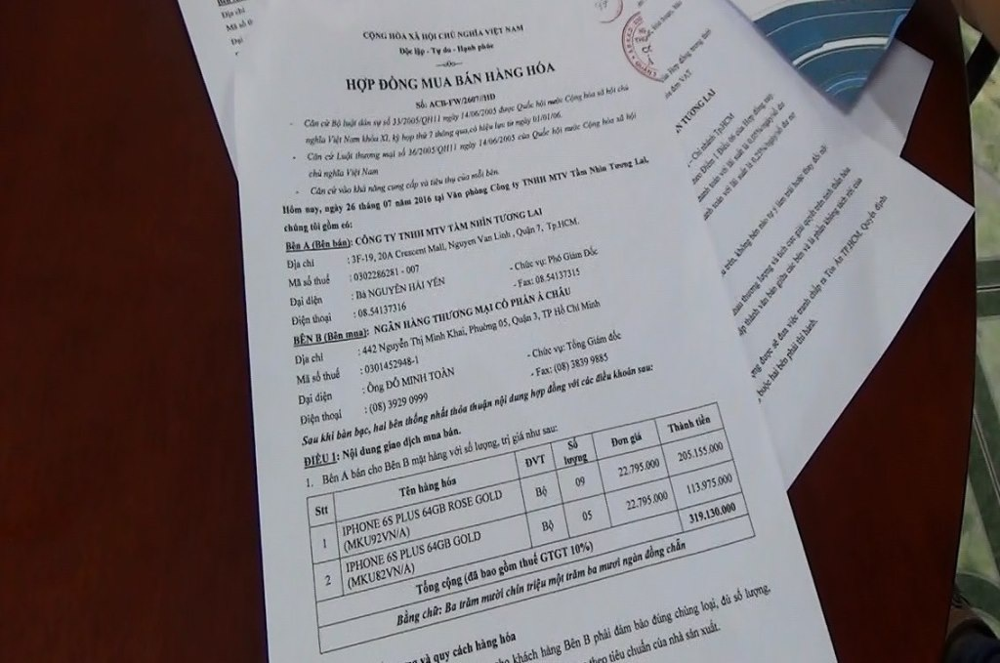 CỘNG HÒA XÃ HỘI CHỦ NGHĨA VIỆT NAM
Độc lập - Tự do - Hạnh phúc
HỢP ĐỒNG MUA BÁN HÀNG HÓA
Số: ACB-FW/2607//HD
- Căn cứ Bộ luật dân sự số 33/2005/QH11 ngày 14/06/2005 được Quốc hội nước Cộng hòa xã hội chủ
nghĩa Việt Nam khóa XI, kỳ họp thứ 7 thông qua,có hiệu lực từ ngày 01/01/06.
- Căn cứ Luật thương mại số 36/2005/QH11 ngày 14/06/2005 của Quốc hội nước Cộng hòa xã hội
chủ nghĩa Việt Nam
- Căn cứ vào khả năng cung cấp và tiêu thụ của mỗi bên.
Hôm nay, ngày 26 tháng 07 năm 2016 tại Văn phòng Công ty TNHH MTV Tầm Nhìn Tương Lai,
chúng tôi gồm có:
Bên A (Bên bán): CÔNG TY TNHH MTV TẦM NHÌN TƯƠNG LAI
Địa chỉ : 3F-19, 20A Crescent Mall, Nguyen Van Linh , Quận 7, Tp.HCM.
Mã số thuế : 0302286281 - 007
Đại diện : Bà NGUYỄN HẢI YẾN - Chức vụ: Phó Giám Đốc
Điện thoại : 08.54137316 - Fax: 08.54137315
BÊN B (Bên mua): NGÂN HÀNG THƯƠNG MẠI CỔ PHẦN Á CHÂU
Địa chỉ : 442 Nguyễn Thị Minh Khai, Phường 05, Quận 3, TP Hồ Chí Minh
Mã số thuế : 0301452948-1
Đại diện : Ông ĐỖ MINH TOÀN - Chức vụ: Tổng Giám đốc
Điện thoại : (08) 3929 0999 - Fax: (08) 3839 9885
Sau khi bàn bạc, hai bên thống nhất thỏa thuận nội dung hợp đồng với các điều khoản sau:
ĐIỀU 1: Nội dung giao dịch mua bán.
1. Bên A bán cho Bên B mặt hàng với số lượng, trị giá như sau:
Stt Tên hàng hóa ĐVT Số lượng Đơn giá Thành tiền
1 IPHONE 6S PLUS 64GB ROSE GOLD (MKU92VN/A) Bộ 09 22.795.000 205.155.000
2 IPHONE 6S PLUS 64GB GOLD (MKU82VN/A) Bộ 05 22.795.000 113.975.000
Tổng cộng (đã bao gồm thuế GTGT 10%) 319.130.000
Bằng chữ: Ba trăm mười chín triệu một trăm ba mươi ngàn đồng chẵn
và quy cách hàng hóa
cho khách hàng Bên B phải đảm bảo đúng chủng loại, đủ số lượng,
theo tiêu chuẩn của nhà sản xuất.